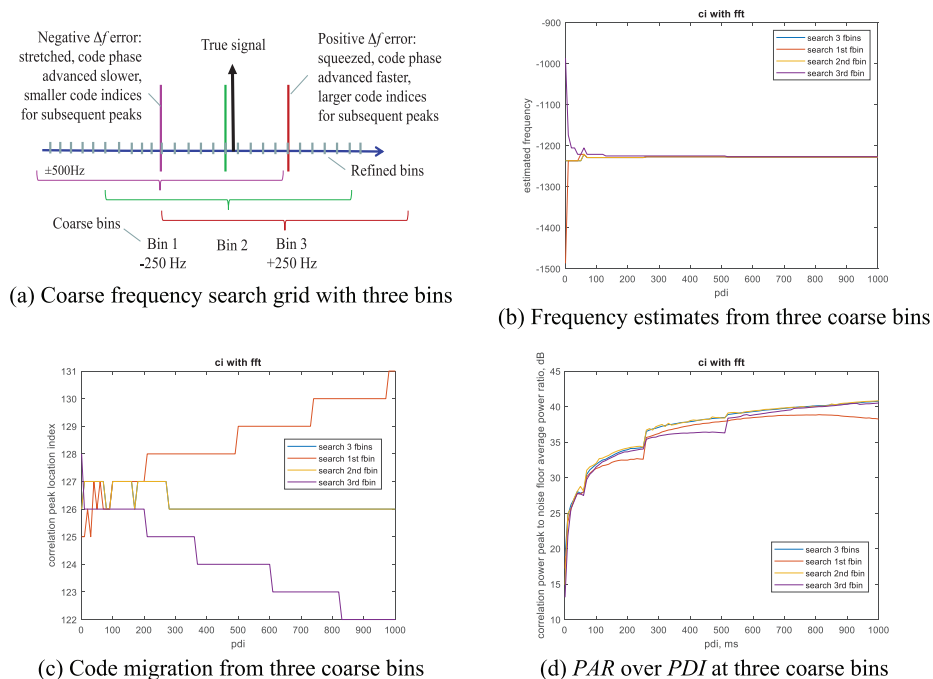 Negative Δf error:
stretched, code phase
advanced slower,
smaller code indices
for subsequent peaks
True signal
Positive Δf error:
squeezed, code phase
advanced faster,
larger code indices
for subsequent peaks
±500Hz
Refined bins
Coarse bins
Bin 1
-250 Hz
Bin 2
Bin 3
+250 Hz
(a) Coarse frequency search grid with three bins
ci with fft
estimated frequency
-900
-1000
-1100
-1200
-1300
-1400
-1500
0 100 200 300 400 500 600 700 800 900 1000
pdi
search 3 fbins
search 1st fbin
search 2nd fbin
search 3rd fbin
(b) Frequency estimates from three coarse bins
ci with fft
correlation peak location index
131
130
129
128
127
126
125
124
123
122
0 100 200 300 400 500 600 700 800 900 1000
pdi
search 3 fbins
search 1st fbin
search 2nd fbin
search 3rd fbin
(c) Code migration from three coarse bins
ci with fft
correlation power peak to noise floor average power ratio, dB
45
40
35
30
25
20
15
10
0 100 200 300 400 500 600 700 800 900 1000
pdi, ms
search 3 fbins
search 1st fbin
search 2nd fbin
search 3rd fbin
(d) PAR over PDI at three coarse bins